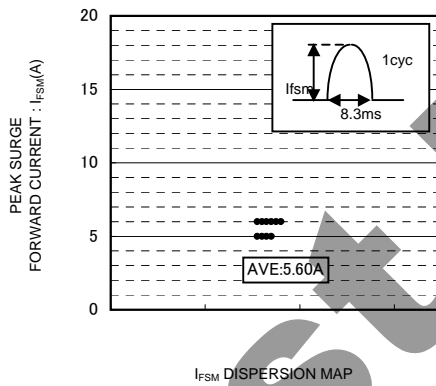 20
15
10
5
0
PEAK SURGE
FORWARD CURRENT : IFSM(A)
Ifsm
1cyc
8.3ms
AVE:5.60A
IFSM DISPERSION MAP